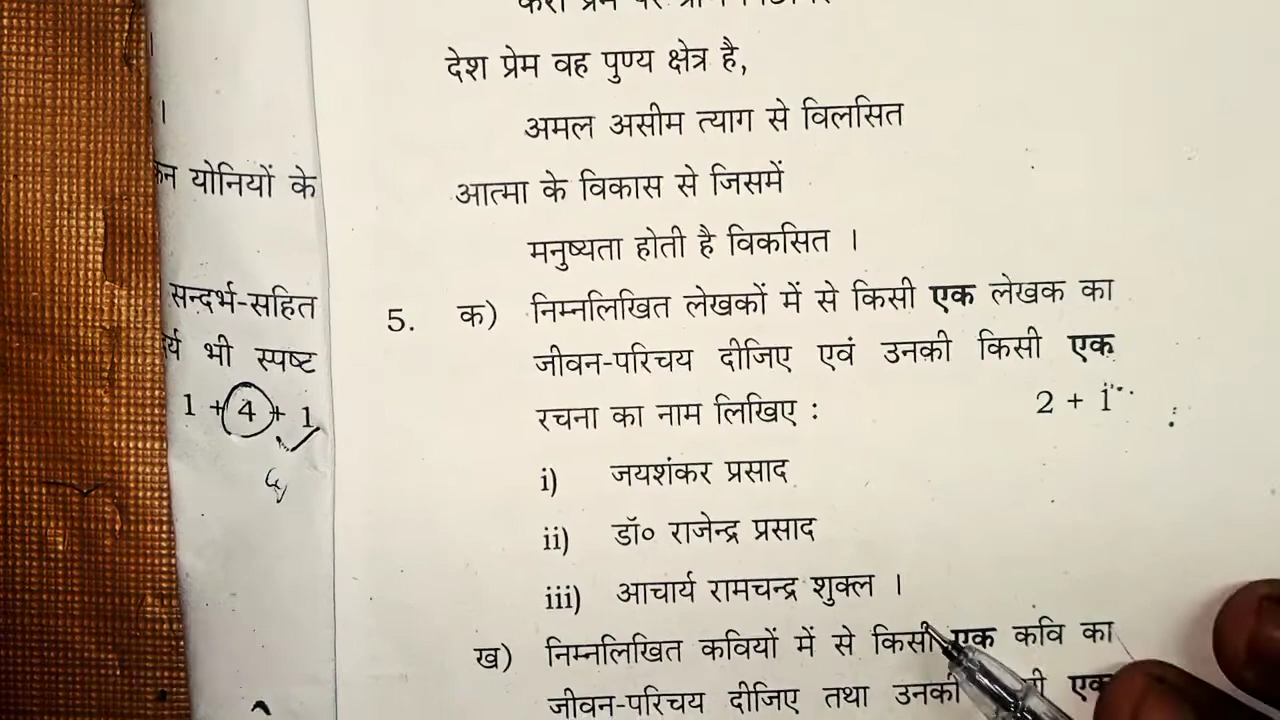 देश प्रेम वह पुण्य क्षेत्र है,
अमल असीम त्याग से विलसित
आत्मा के विकास से जिसमें
मनुष्यता होती है विकसित ।
5. क) निम्नलिखित लेखकों में से किसी एक लेखक का
जीवन-परिचय दीजिए एवं उनकी किसी एक
रचना का नाम लिखिए : 2 + 1
i) जयशंकर प्रसाद
ii) डॉ० राजेन्द्र प्रसाद
iii) आचार्य रामचन्द्र शुक्ल ।
ख) निम्नलिखित कवियों में से किसी एक कवि का
जीवन-परिचय दीजिए तथा उनकी एक
योनियों के
सन्दर्भ-सहित
भी स्पष्ट
1 + 4 + 1